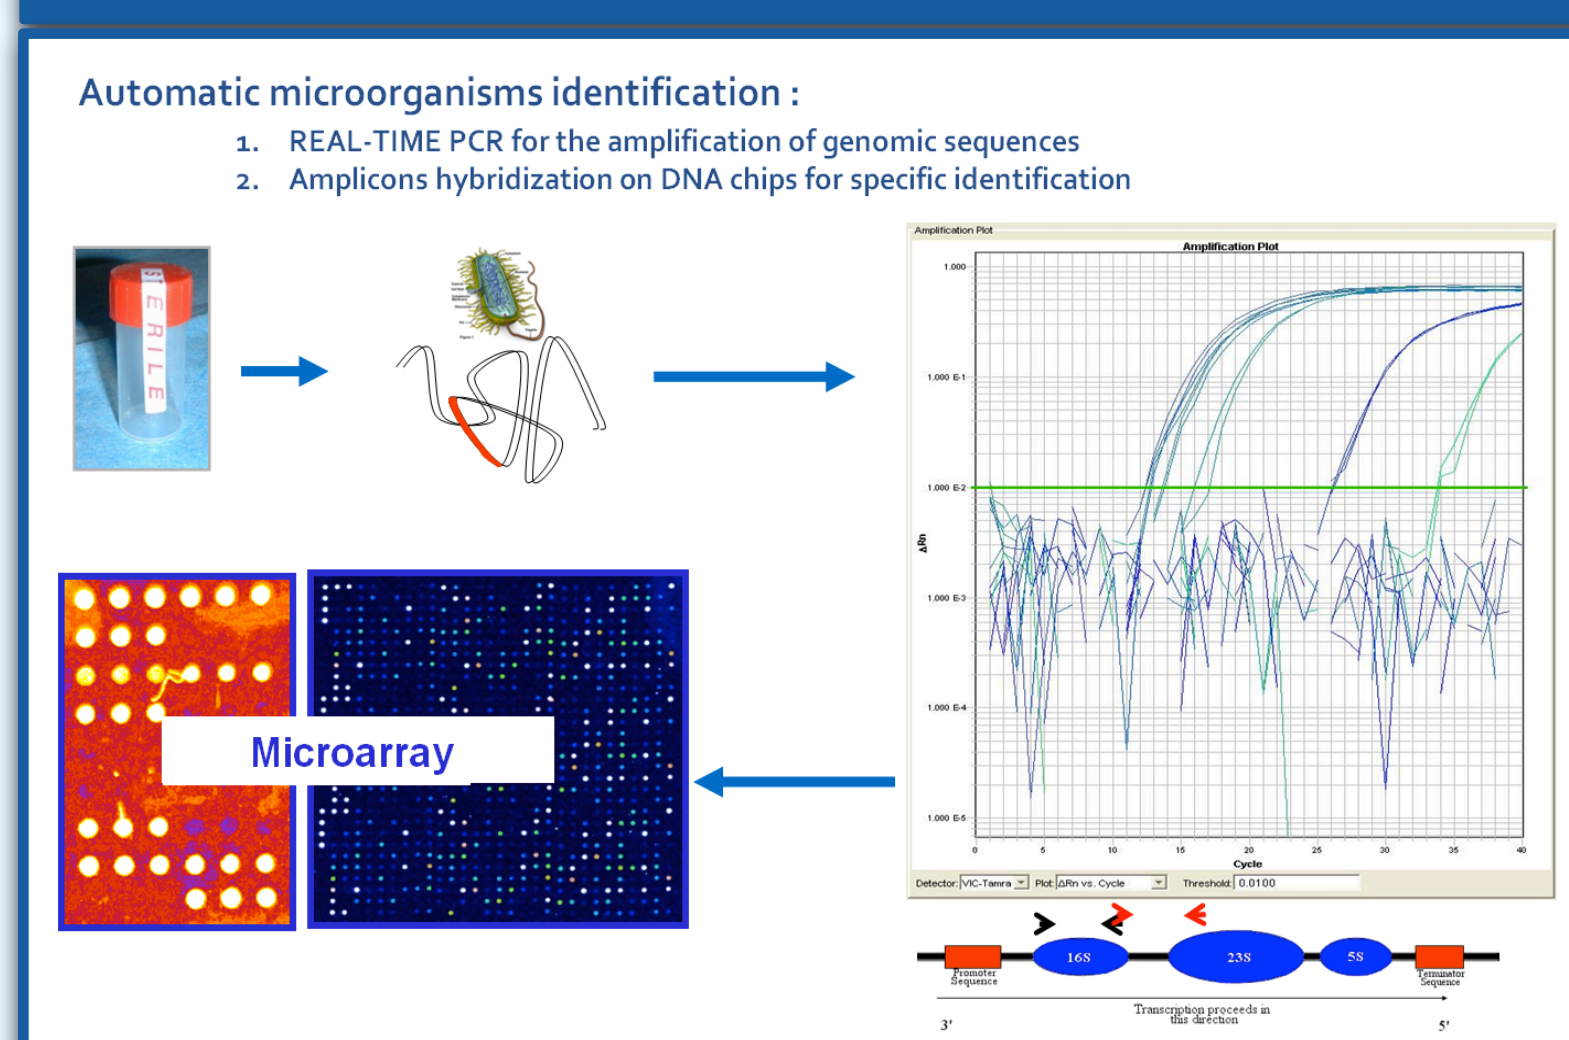 Automatic microorganisms identification :
1. REAL-TIME PCR for the amplification of genomic sequences
2. Amplicons hybridization on DNA chips for specific identification
STERILE
Figure 1
Amplification Plot
Amplification Plot
1.000
1.000 E-1
1.000 E-2
1.000 E-3
1.000 E-4
1.000 E-5
ΔRn
0 5 10 15 20 25 30 35 40
Cycle
Detector: VIC-Tamra Plot: ΔRn vs. Cycle Threshold: 0.0100
Microarray
16S 23S 5S
Promoter
Sequence
Terminator
Sequence
Transcription proceeds in
this direction
3' 5'